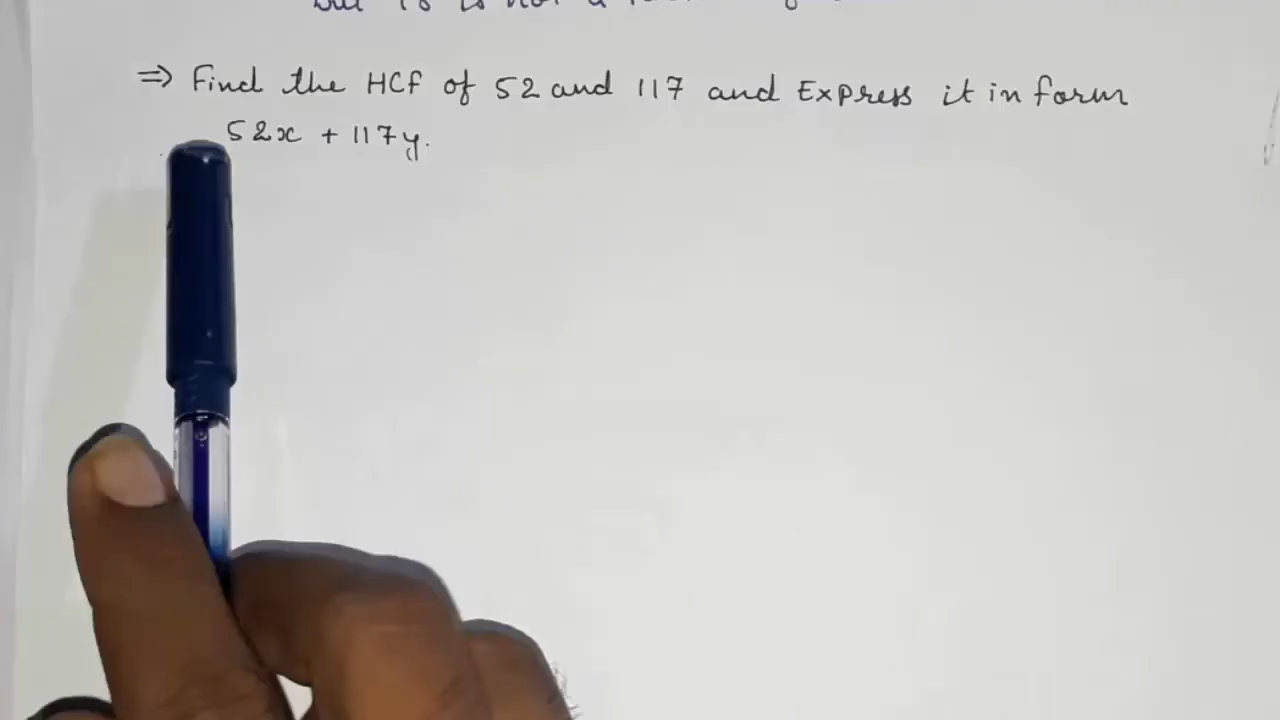 ⇒ Find the HCF of 52 and 117 and Express it in form
52x + 117y.